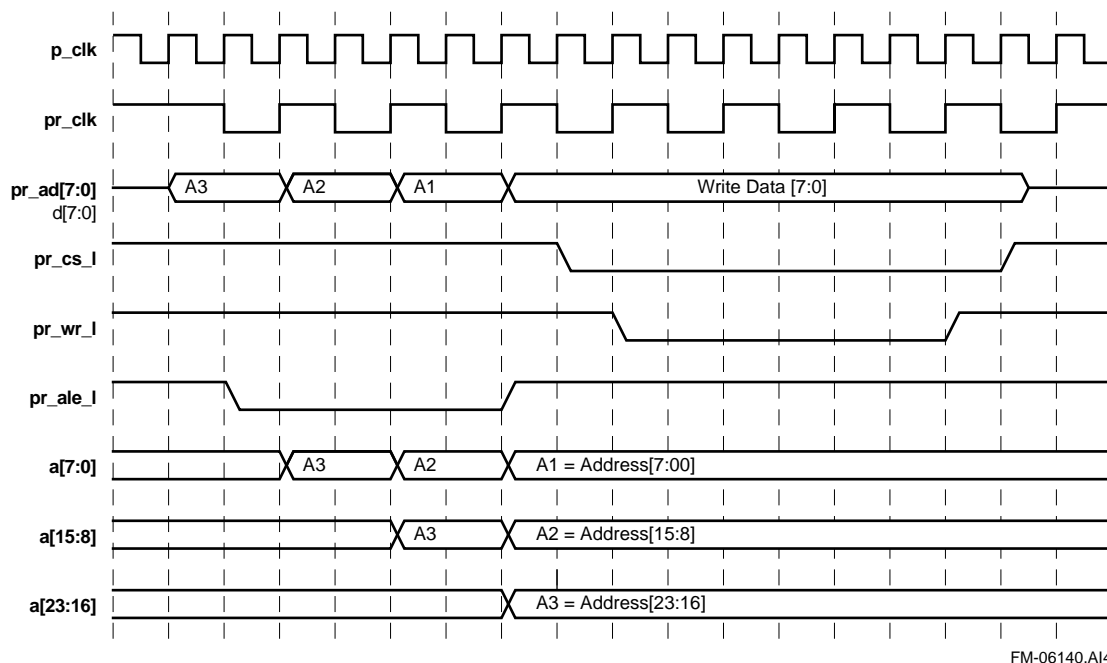 p_clk
pr_clk
pr_ad[7:0] A3 A2 A1 Write Data [7:0]
d[7:0]
pr_cs_l
pr_wr_l
pr_ale_l
a[7:0] A3 A2 A1 = Address[7:00]
a[15:8] A3 A2 = Address[15:8]
a[23:16] A3 = Address[23:16]
FM-06140.AI4